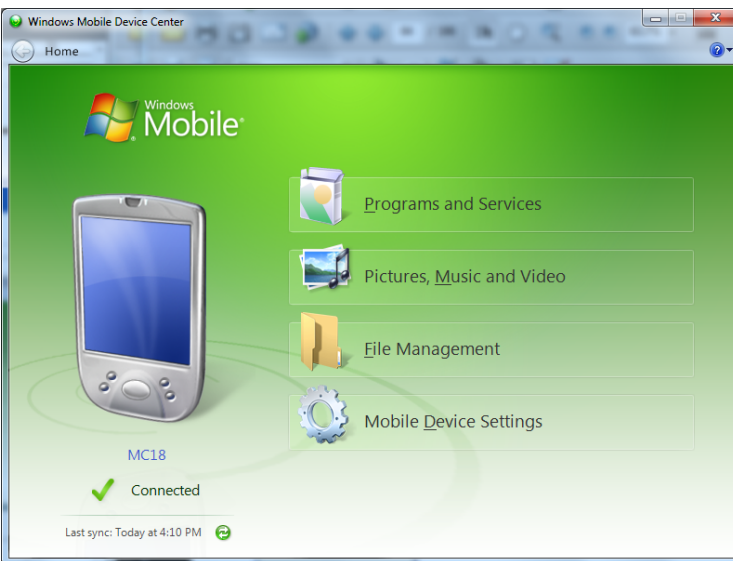 Windows Mobile Device Center
Home
Windows
Mobile®
Programs and Services
Pictures, Music and Video
File Management
Mobile Device Settings
MC18
Connected
Last sync: Today at 4:10 PM